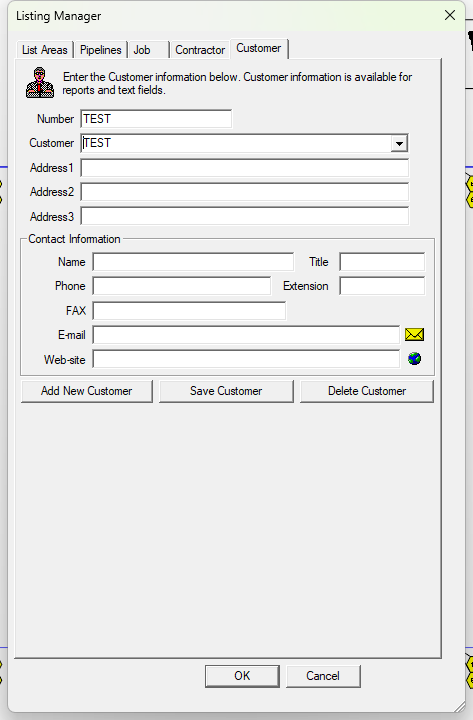 Listing Manager
List Areas Pipelines Job Contractor Customer
Enter the Customer information below. Customer information is available for
reports and text fields.
Number TEST
Customer TEST
Address1
Address2
Address3
Contact Information
Name Title
Phone Extension
FAX
E-mail
Web-site
Add New Customer Save Customer Delete Customer
OK Cancel